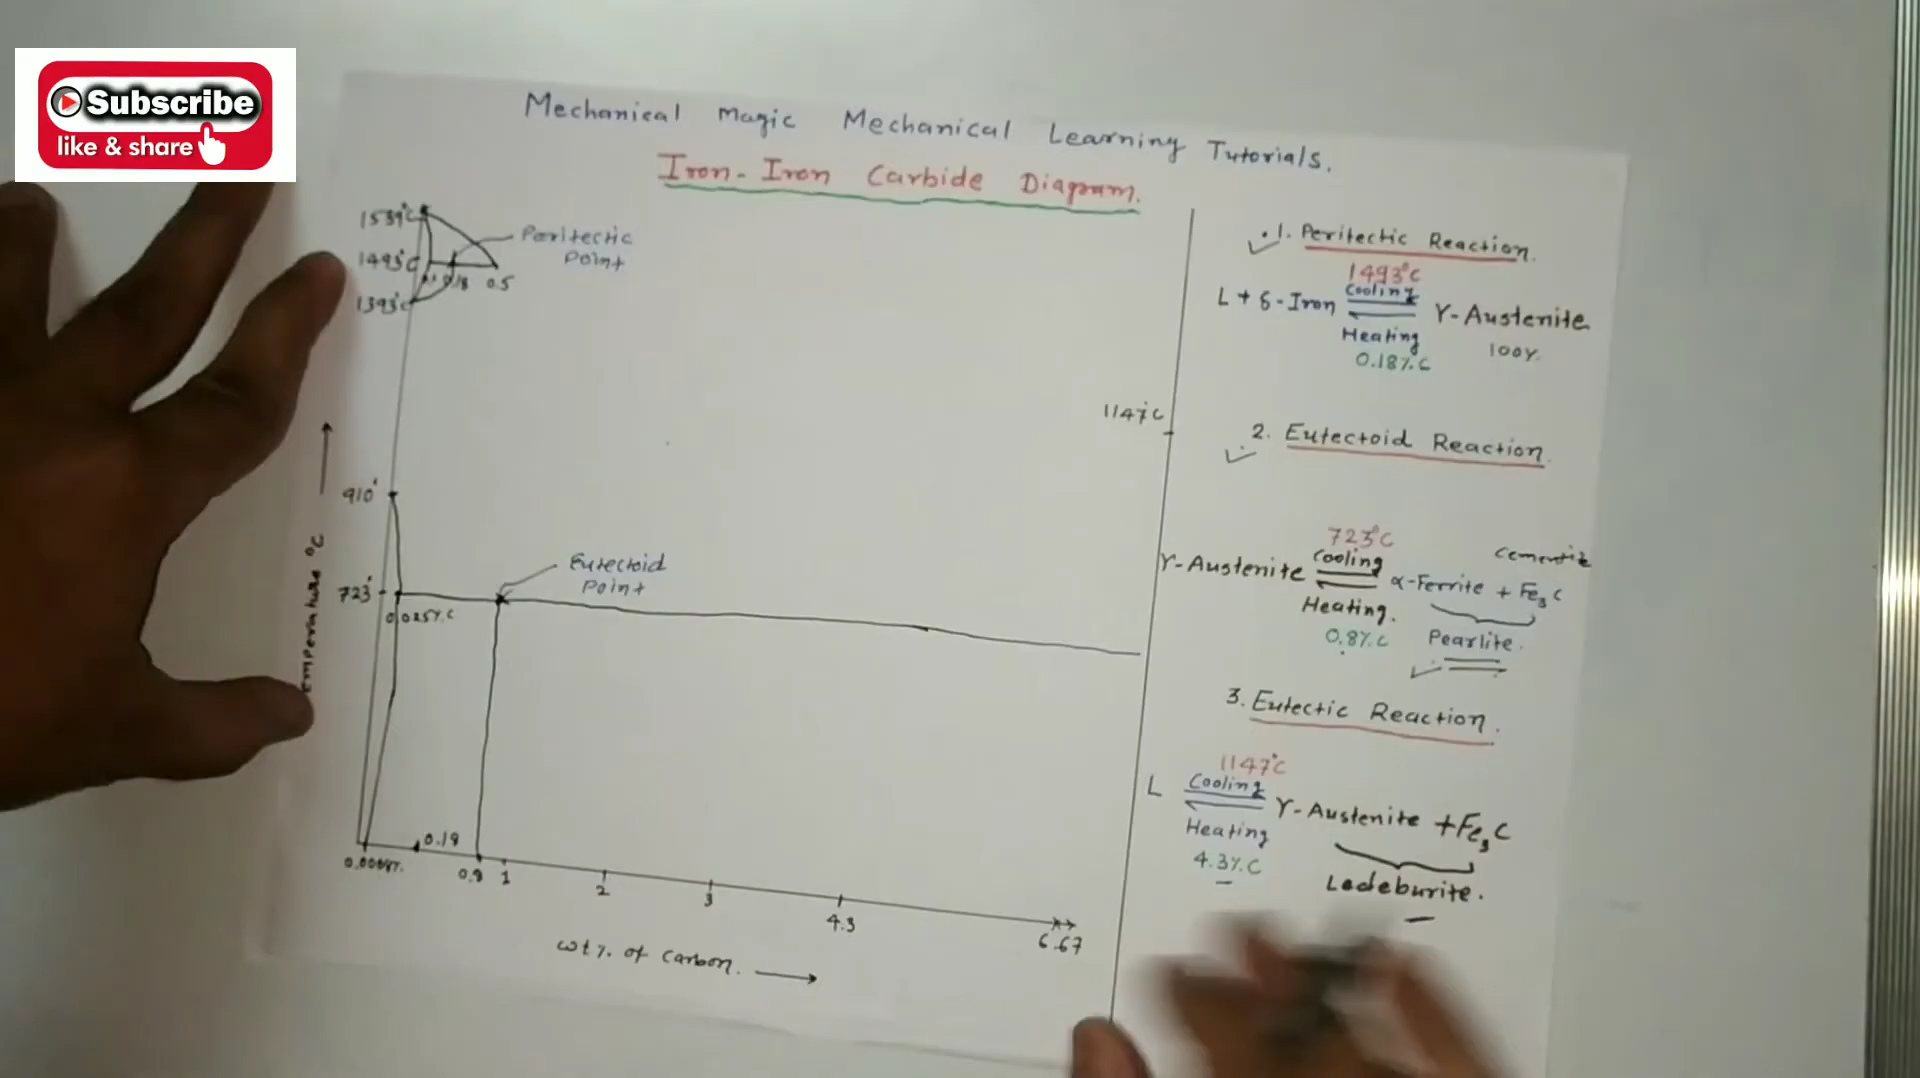 Subscribe
like & share
Mechanical Magic Mechanical Learning Tutorials.
Iron-Iron Carbide Diagram.
1539°C
Peritectic
Point
1493°C
0.18 0.5
1393°C
910°
Temperature °C
723°
0.025%C
Eutectoid
Point
0.18
0.008%
0.8 1 2 3 4.3 6.67
wt% of carbon.
1147°C
1. Peritectic Reaction.
1493°C
L + δ-Iron Cooling γ-Austenite
Heating 100%
0.18%C
2. Eutectoid Reaction.
723°C
Cementite
γ-Austenite Cooling α-Ferrite + Fe3C
Heating.
0.8%C Pearlite.
3. Eutectic Reaction.
1147°C
L Cooling γ-Austenite + Fe3C
Heating
4.3%C Ledeburite.